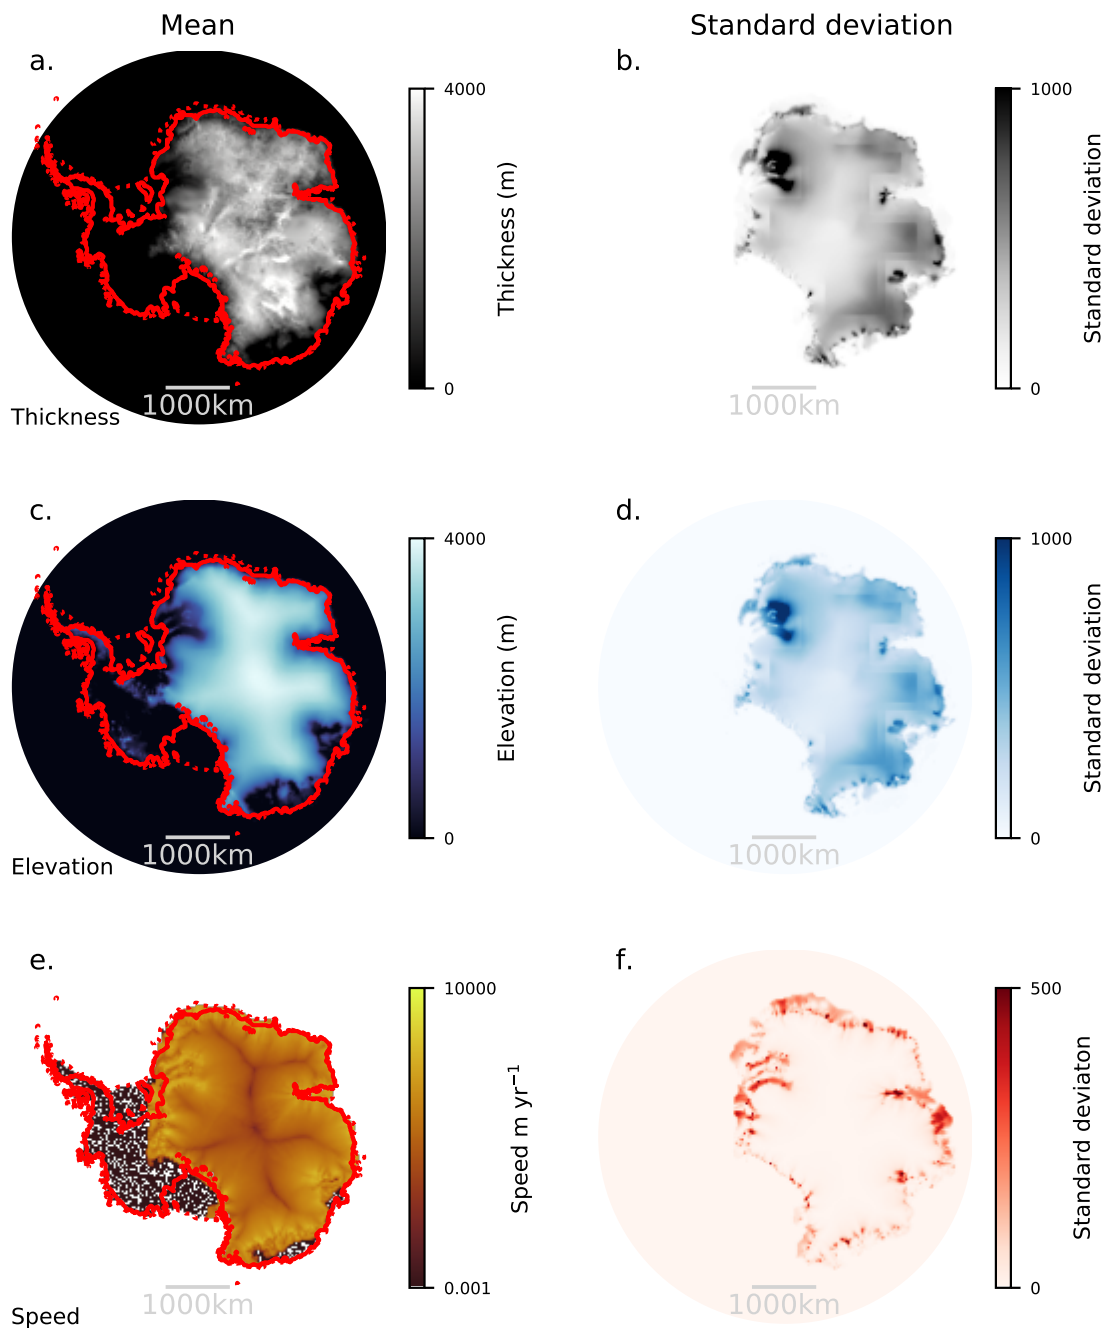 Mean
Standard deviation
a.
4000
Thickness (m)
0
1000km
Thickness
b.
1000
Standard deviation
0
1000km
c.
4000
Elevation (m)
0
1000km
Elevation
d.
1000
Standard deviation
0
1000km
e.
10000
Speed m yr⁻¹
0.001
1000km
Speed
f.
500
Standard deviaton
0
1000km